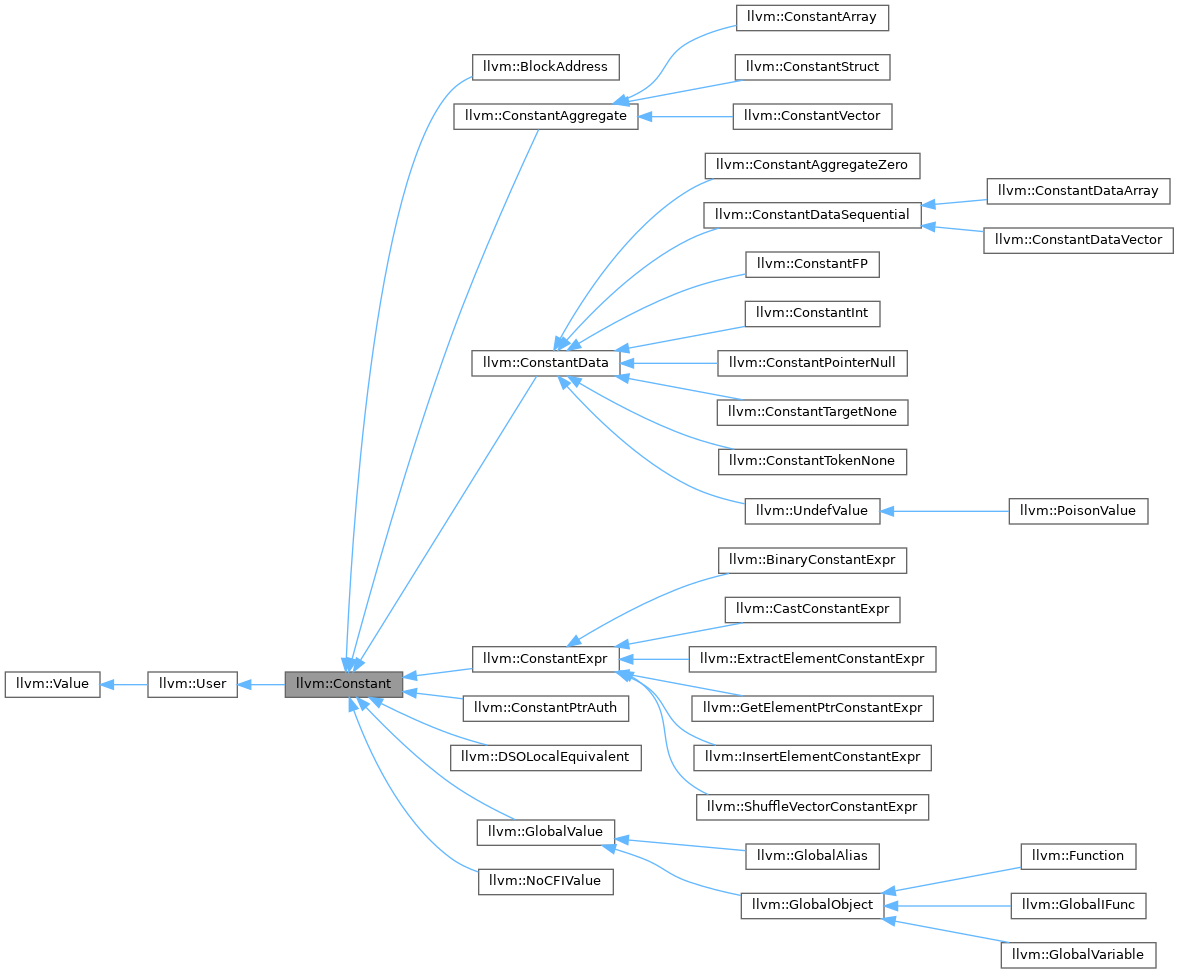 llvm::ConstantArray
llvm::BlockAddress
llvm::ConstantStruct
llvm::ConstantAggregate
llvm::ConstantVector
llvm::ConstantAggregateZero
llvm::ConstantDataArray
llvm::ConstantDataSequential
llvm::ConstantDataVector
llvm::ConstantFP
llvm::ConstantInt
llvm::ConstantData
llvm::ConstantPointerNull
llvm::ConstantTargetNone
llvm::ConstantTokenNone
llvm::UndefValue
llvm::PoisonValue
llvm::BinaryConstantExpr
llvm::CastConstantExpr
llvm::ConstantExpr
llvm::ExtractElementConstantExpr
llvm::Value
llvm::User
llvm::Constant
llvm::ConstantPtrAuth
llvm::GetElementPtrConstantExpr
llvm::DSOLocalEquivalent
llvm::InsertElementConstantExpr
llvm::ShuffleVectorConstantExpr
llvm::GlobalValue
llvm::GlobalAlias
llvm::Function
llvm::NoCFIValue
llvm::GlobalObject
llvm::GlobalIFunc
llvm::GlobalVariable